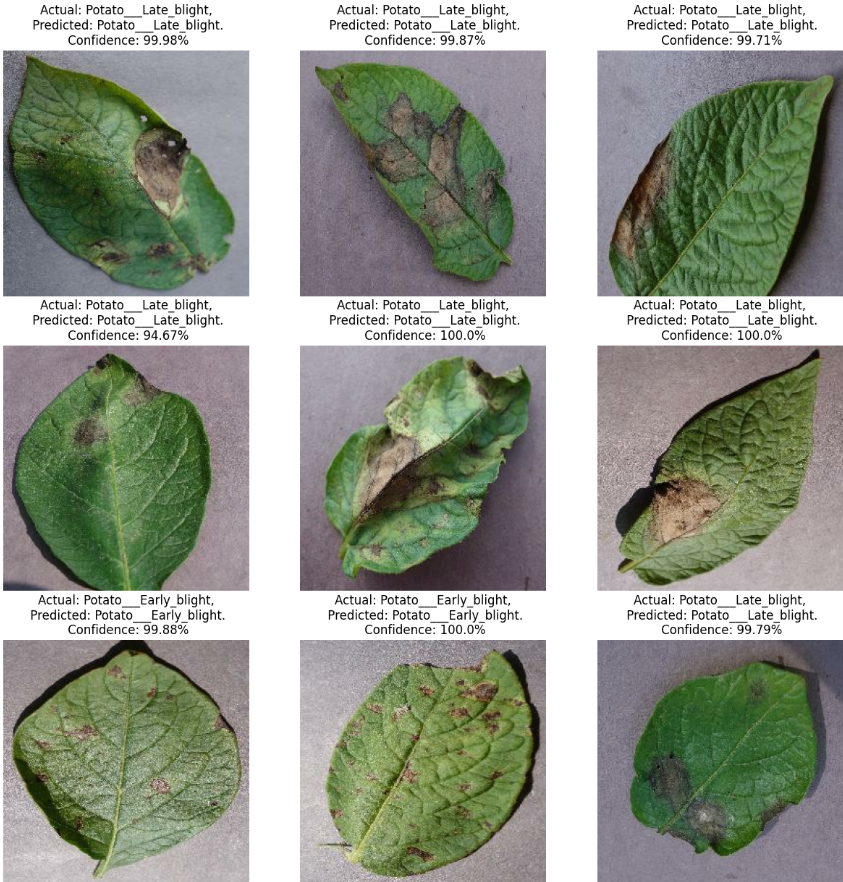 Actual: Potato___Late_blight,
Predicted: Potato___Late_blight.
Confidence: 99.98%
Actual: Potato___Late_blight,
Predicted: Potato___Late_blight.
Confidence: 99.87%
Actual: Potato___Late_blight,
Predicted: Potato___Late_blight.
Confidence: 99.71%
Actual: Potato___Late_blight,
Predicted: Potato___Late_blight.
Confidence: 94.67%
Actual: Potato___Late_blight,
Predicted: Potato___Late_blight.
Confidence: 100.0%
Actual: Potato___Late_blight,
Predicted: Potato___Late_blight.
Confidence: 100.0%
Actual: Potato___Early_blight,
Predicted: Potato___Early_blight.
Confidence: 99.88%
Actual: Potato___Early_blight,
Predicted: Potato___Early_blight.
Confidence: 100.0%
Actual: Potato___Late_blight,
Predicted: Potato___Late_blight.
Confidence: 99.79%